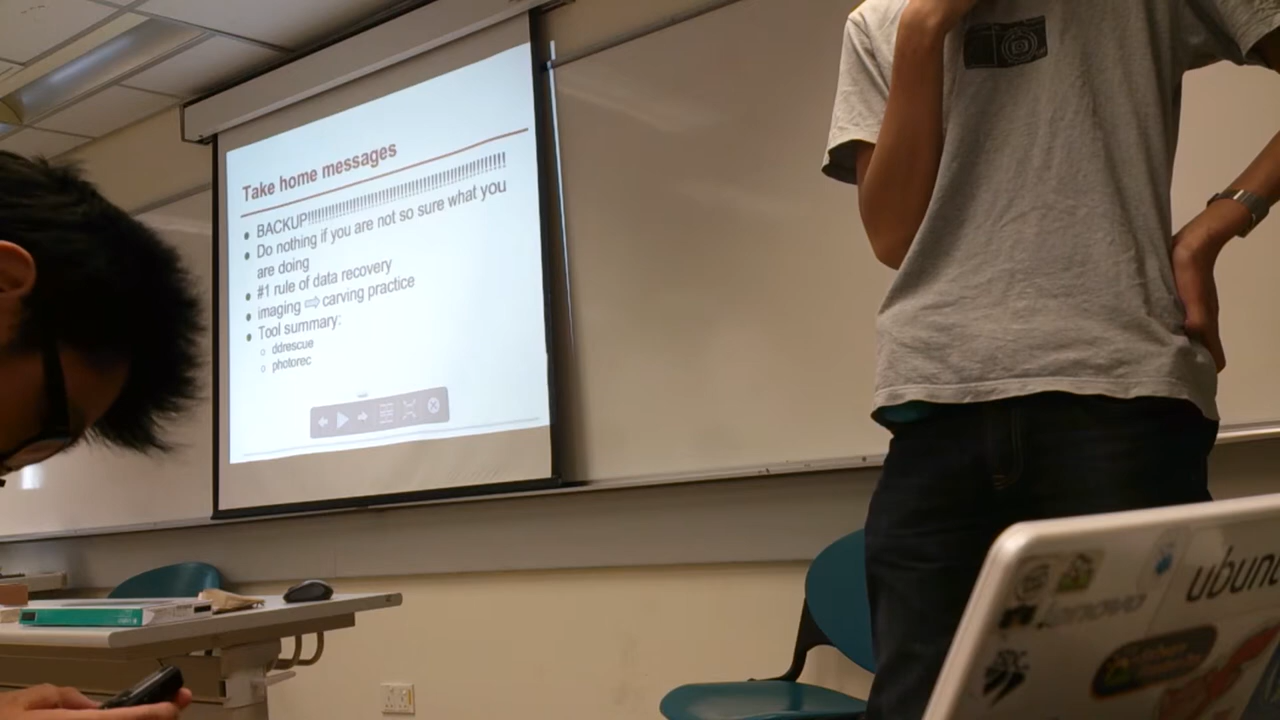 Take home messages
BACKUP!!!!!!!!!!!!!!!!!!!!!!!!!!!!!!!!!!!!!!!!!!!!
Do nothing if you are not so sure what you
are doing
#1 rule of data recovery
imaging ⇨ carving practice
Tool summary:
ddrescue
photorec
lenovo